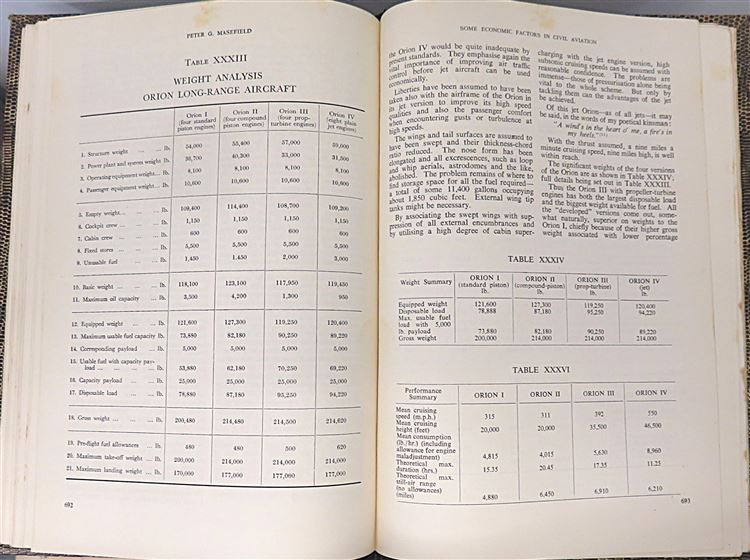 PETER G. MASEFIELD
TABLE XXXIII
WEIGHT ANALYSIS
ORION LONG-RANGE AIRCRAFT
Orion I (four standard piston engines) Orion II (four compound piston engines) Orion III (four prop-turbine engines) Orion IV (eight plain jet engines)
1. Structure weight ... ... lb. 54,000 55,400 57,000 59,000
2. Power plant and system weight lb. 36,700 40,300 33,000 31,500
3. Operating equipment weight... lb. 8,100 8,100 8,100 8,100
4. Passenger equipment weight... lb. 10,600 10,600 10,600 10,600
5. Empty weight... ... ... lb. 109,400 114,400 108,700 109,200
6. Cockpit crew ... ... ... lb. 1,150 1,150 1,150 1,150
7. Cabin crew ... ... ... lb. 600 600 600 600
8. Fixed stores ... ... ... lb. 5,500 5,500 5,500 5,500
9. Unusable fuel ... ... lb. 1,450 1,450 2,000 3,000
10. Basic weight ... ... ... lb. 118,100 123,100 117,950 119,450
11. Maximum oil capacity ... lb. 3,500 4,200 1,300 950
12. Equipped weight ... ... lb. 121,600 127,300 119,250 120,400
13. Maximum usable fuel capacity lb. 73,880 82,180 90,250 89,220
14. Corresponding payload ... lb. 5,000 5,000 5,000 5,000
15. Usable fuel with capacity pay-
load ... ... ... ... lb. 53,880 62,180 70,250 69,220
16. Capacity payload ... ... lb. 25,000 25,000 25,000 25,000
17. Disposable load ... ... lb. 78,880 87,180 95,250 94,220
18. Gross weight ... ... ... lb. 200,480 214,480 214,500 214,620
19. Pre-flight fuel allowances ... lb. 480 480 500 620
20. Maximum take-off weight ... lb. 200,000 214,000 214,000 214,000
21. Maximum landing weight ... lb. 170,000 177,000 177,000 177,000
692
SOME ECONOMIC FACTORS IN CIVIL AVIATION
the Orion IV would be quite inadequate by
present standards. They emphasise again the
vital importance of improving air traffic
control before jet aircraft can be used
economically.
Liberties have been assumed to have been
taken also with the airframe of the Orion in
its jet version to improve its high speed
qualities and also the passenger comfort
when encountering gusts or turbulence at
high speeds.
The wings and tail surfaces are assumed to
have been swept and their thickness-chord
ratio reduced. The nose form has been
elongated and all excrescences, such as loop
and whip aerials, astrodomes and the like,
abolished. The problem remains of where to
find storage space for all the fuel required—
a total of some 11,400 gallons occupying
about 1,850 cubic feet. External wing tip
tanks might be necessary.
By associating the swept wings with sup-
pression of all external encumbrances and
by utilising a high degree of cabin super-
charging with the jet engine version, high
subsonic cruising speeds can be assumed with
reasonable confidence. The problems are
immense—those of pressurisation alone being
vital to the whole scheme. But only by
tackling them can the advantages of the jet
be achieved.
Of this jet Orion—as of all jets—it may
be said, in the words of my poetical kinsman:
"A wind's in the heart o' me, a fire's in
my heels."
With the thrust assumed, a nine miles a
minute cruising speed, nine miles high, is well
within reach.
The significant weights of the four versions
of the Orion are as shown in Table XXXIV,
full details being set out in Table XXXIII.
Thus the Orion III with propeller-turbine
engines has both the largest disposable load
and the biggest weight available for fuel. All
the "developed" versions come out, some-
what naturally, superior on weights to the
Orion I, chiefly because of their higher gross
weight associated with lower percentage
TABLE XXXIV
Weight Summary ORION I (standard piston) lb. ORION II (compound-piston) lb. ORION III (prop-turbine) lb. ORION IV (jet) lb.
Equipped weight 121,600 127,300 119,250 120,400
Disposable load 78,888 87,180 95,250 94,220
Max. usable fuel
load with 5,000
lb. payload 73,880 82,180 90,250 89,220
Gross weight 200,000 214,000 214,000 214,000
TABLE XXXVI
Performance Summary ORION I ORION II ORION III ORION IV
Mean cruising
speed (m.p.h.) 315 311 392 550
Mean cruising
height (feet) 20,000 20,000 35,500 46,500
Mean consumption
(lb./hr.) (including
allowance for engine
maladjustment) 4,815 4,015 5,630 8,960
Theoretical max.
duration (hrs.) 15.35 20.45 17.35 11.25
Theoretical max.
still-air range
(no allowances)
(miles) 4,880 6,450 6,910 6,210
693